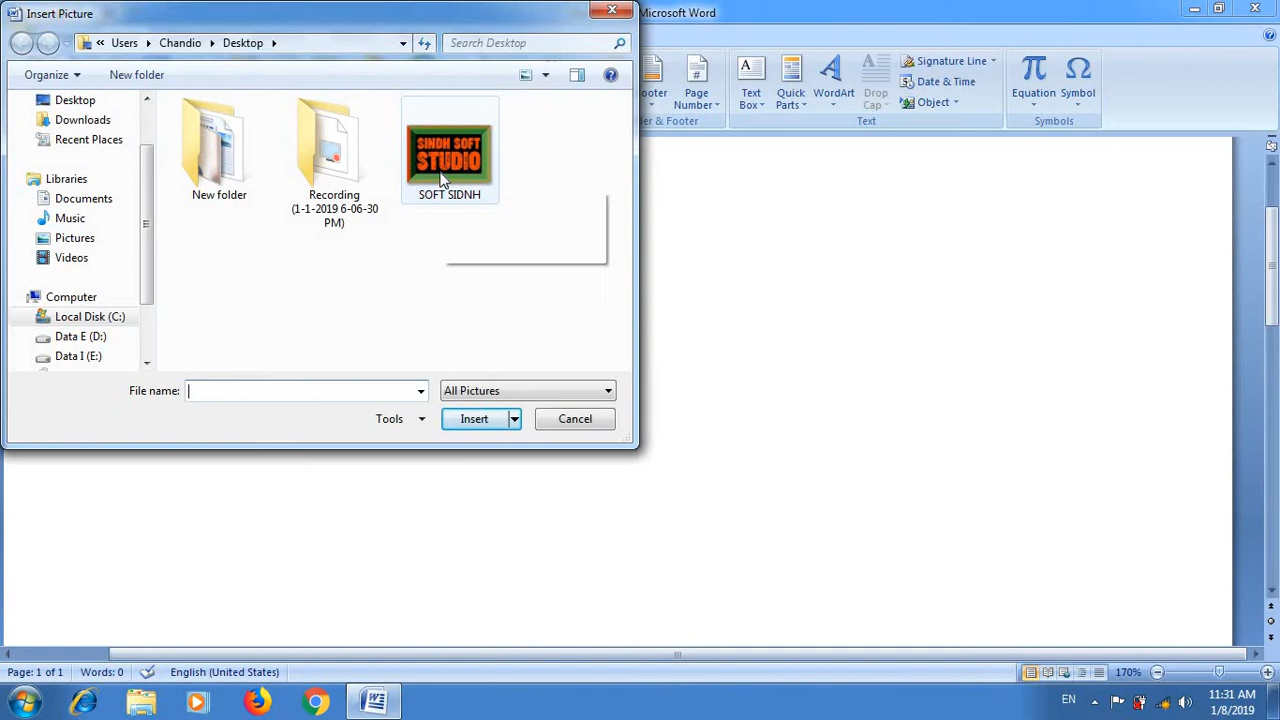 Insert Picture
Microsoft Word
« Users Chandio Desktop
Search Desktop
Organize
New folder
Desktop
Downloads
Recent Places
Libraries
Documents
Music
Pictures
Videos
Computer
Local Disk (C:)
Data E (D:)
Data I (E:)
New folder
Recording
(1-1-2019 6-06-30
PM)
SINDH SOFT
STUDIO
SOFT SIDNH
File name:
All Pictures
Tools
Insert
Cancel
ooter
Page
Number
er & Footer
Text
Box
Quick
Parts
WordArt
Drop
Cap
Signature Line
Date & Time
Object
Text
Equation
Symbol
Symbols
Page: 1 of 1
Words: 0
English (United States)
170%
EN
11:31 AM
1/8/2019